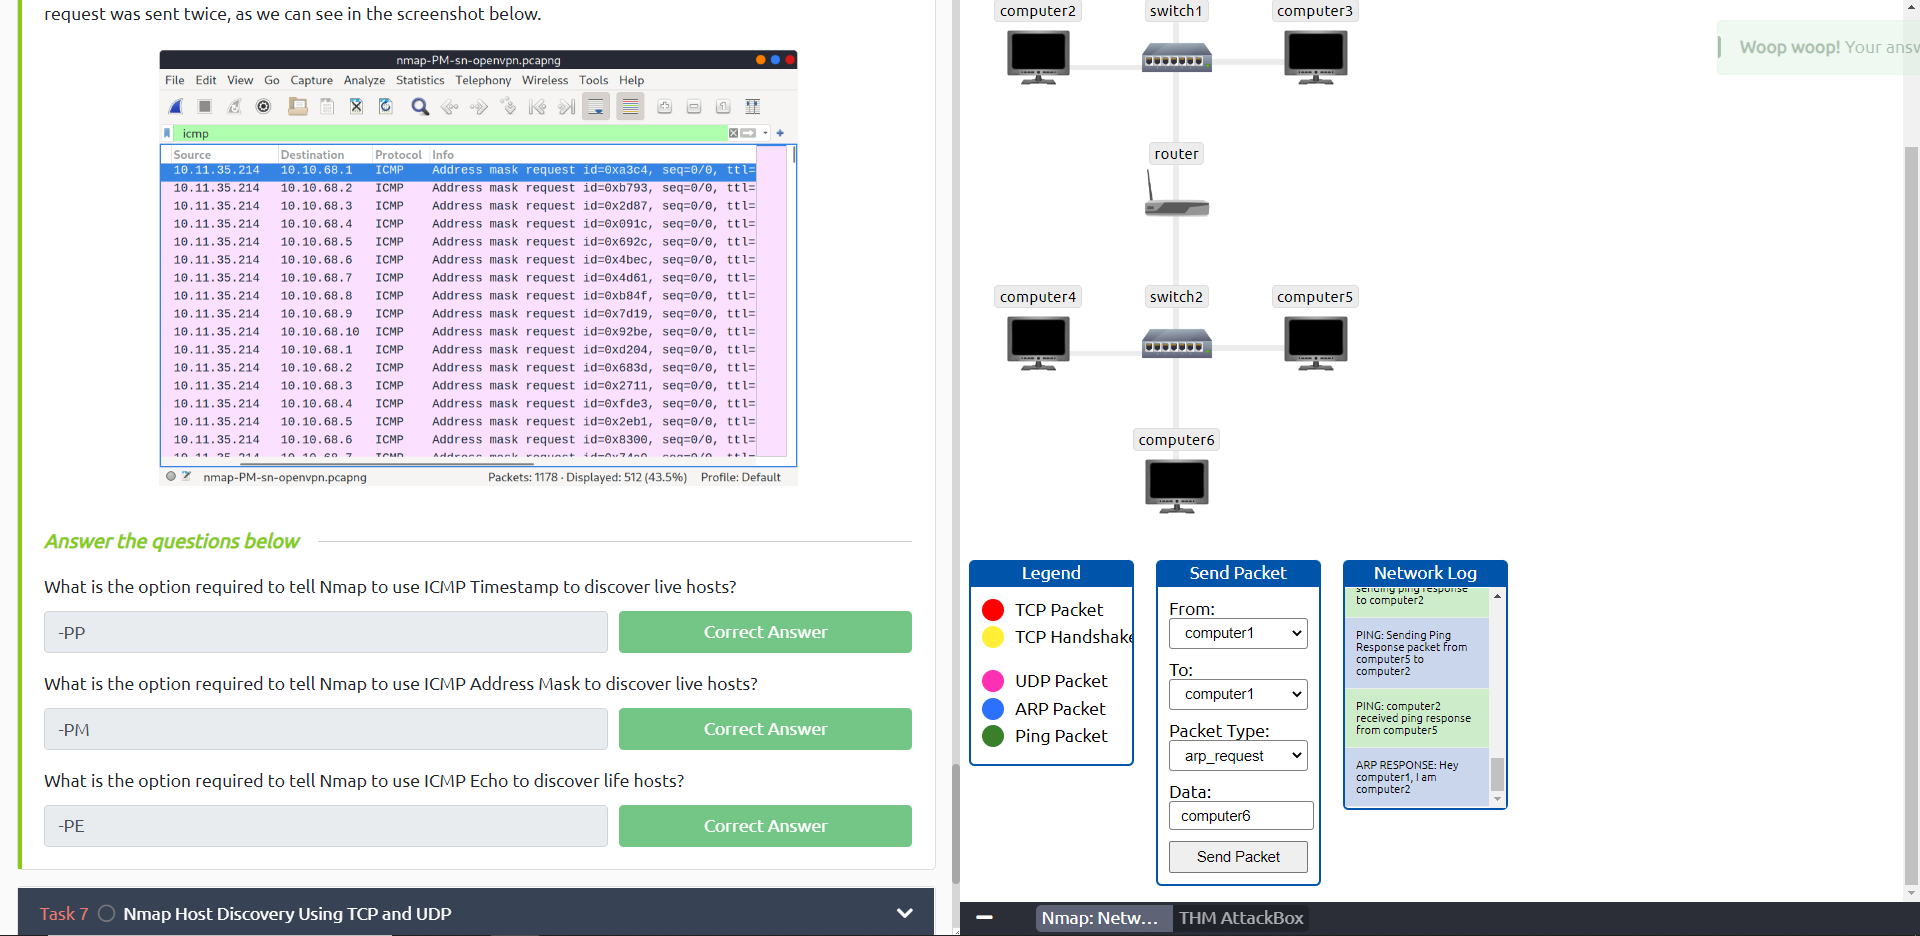 request was sent twice, as we can see in the screenshot below.
nmap-PM-sn-openvpn.pcapng
File Edit View Go Capture Analyze Statistics Telephony Wireless Tools Help
icmp
Source Destination Protocol Info
10.11.35.214 10.10.68.1 ICMP Address mask request id=0xa3c4, seq=0/0, ttl=
10.11.35.214 10.10.68.2 ICMP Address mask request id=0xb793, seq=0/0, ttl=
10.11.35.214 10.10.68.3 ICMP Address mask request id=0x2d87, seq=0/0, ttl=
10.11.35.214 10.10.68.4 ICMP Address mask request id=0x091c, seq=0/0, ttl=
10.11.35.214 10.10.68.5 ICMP Address mask request id=0x692c, seq=0/0, ttl=
10.11.35.214 10.10.68.6 ICMP Address mask request id=0x4bec, seq=0/0, ttl=
10.11.35.214 10.10.68.7 ICMP Address mask request id=0x4d61, seq=0/0, ttl=
10.11.35.214 10.10.68.8 ICMP Address mask request id=0xb84f, seq=0/0, ttl=
10.11.35.214 10.10.68.9 ICMP Address mask request id=0x7d19, seq=0/0, ttl=
10.11.35.214 10.10.68.10 ICMP Address mask request id=0x92be, seq=0/0, ttl=
10.11.35.214 10.10.68.1 ICMP Address mask request id=0xd204, seq=0/0, ttl=
10.11.35.214 10.10.68.2 ICMP Address mask request id=0x683d, seq=0/0, ttl=
10.11.35.214 10.10.68.3 ICMP Address mask request id=0x2711, seq=0/0, ttl=
10.11.35.214 10.10.68.4 ICMP Address mask request id=0xfde3, seq=0/0, ttl=
10.11.35.214 10.10.68.5 ICMP Address mask request id=0x2eb1, seq=0/0, ttl=
10.11.35.214 10.10.68.6 ICMP Address mask request id=0x8300, seq=0/0, ttl=
nmap-PM-sn-openvpn.pcapng Packets: 1178 · Displayed: 512 (43.5%) Profile: Default
Answer the questions below
What is the option required to tell Nmap to use ICMP Timestamp to discover live hosts?
-PP
Correct Answer
What is the option required to tell Nmap to use ICMP Address Mask to discover live hosts?
-PM
Correct Answer
What is the option required to tell Nmap to use ICMP Echo to discover life hosts?
-PE
Correct Answer
Task 7 Nmap Host Discovery Using TCP and UDP
computer2 switch1 computer3
Woop woop! Your answ
router
computer4 switch2 computer5
computer6
Legend
TCP Packet
TCP Handshake
UDP Packet
ARP Packet
Ping Packet
Send Packet
From:
computer1
To:
computer1
Packet Type:
arp_request
Data:
computer6
Send Packet
Network Log
sending ping response
to computer2
PING: Sending Ping
Response packet from
computer5 to
computer2
PING: computer2
received ping response
from computer5
ARP RESPONSE: Hey
computer1, I am
computer2
Nmap: Netw... THM AttackBox